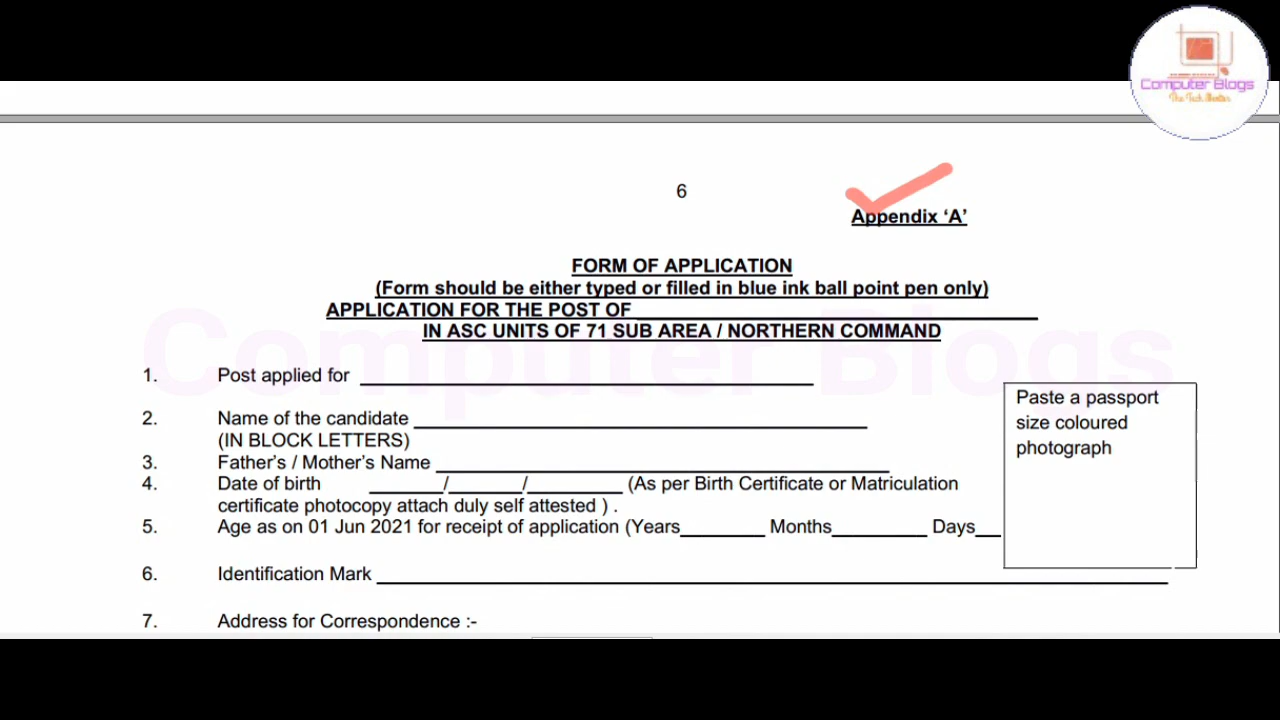 Computer Blogs
The Tech Mentor
6
Appendix ‘A’
FORM OF APPLICATION
(Form should be either typed or filled in blue ink ball point pen only)
APPLICATION FOR THE POST OF
IN ASC UNITS OF 71 SUB AREA / NORTHERN COMMAND
Computer Blogs
1. Post applied for
2. Name of the candidate
(IN BLOCK LETTERS)
3. Father’s / Mother’s Name
4. Date of birth / / (As per Birth Certificate or Matriculation
certificate photocopy attach duly self attested ) .
5. Age as on 01 Jun 2021 for receipt of application (Years Months Days
Paste a passport
size coloured
photograph
6. Identification Mark
7. Address for Correspondence :-